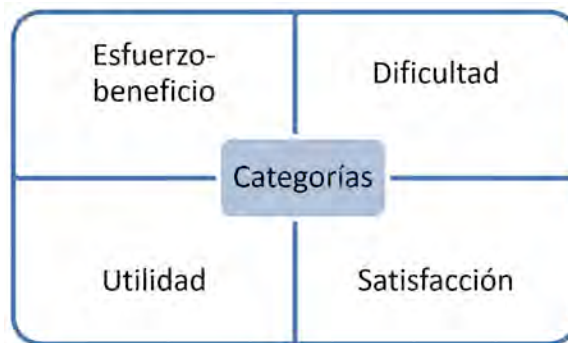 Esfuerzo-
beneficio
Dificultad
Categorías
Utilidad
Satisfacción